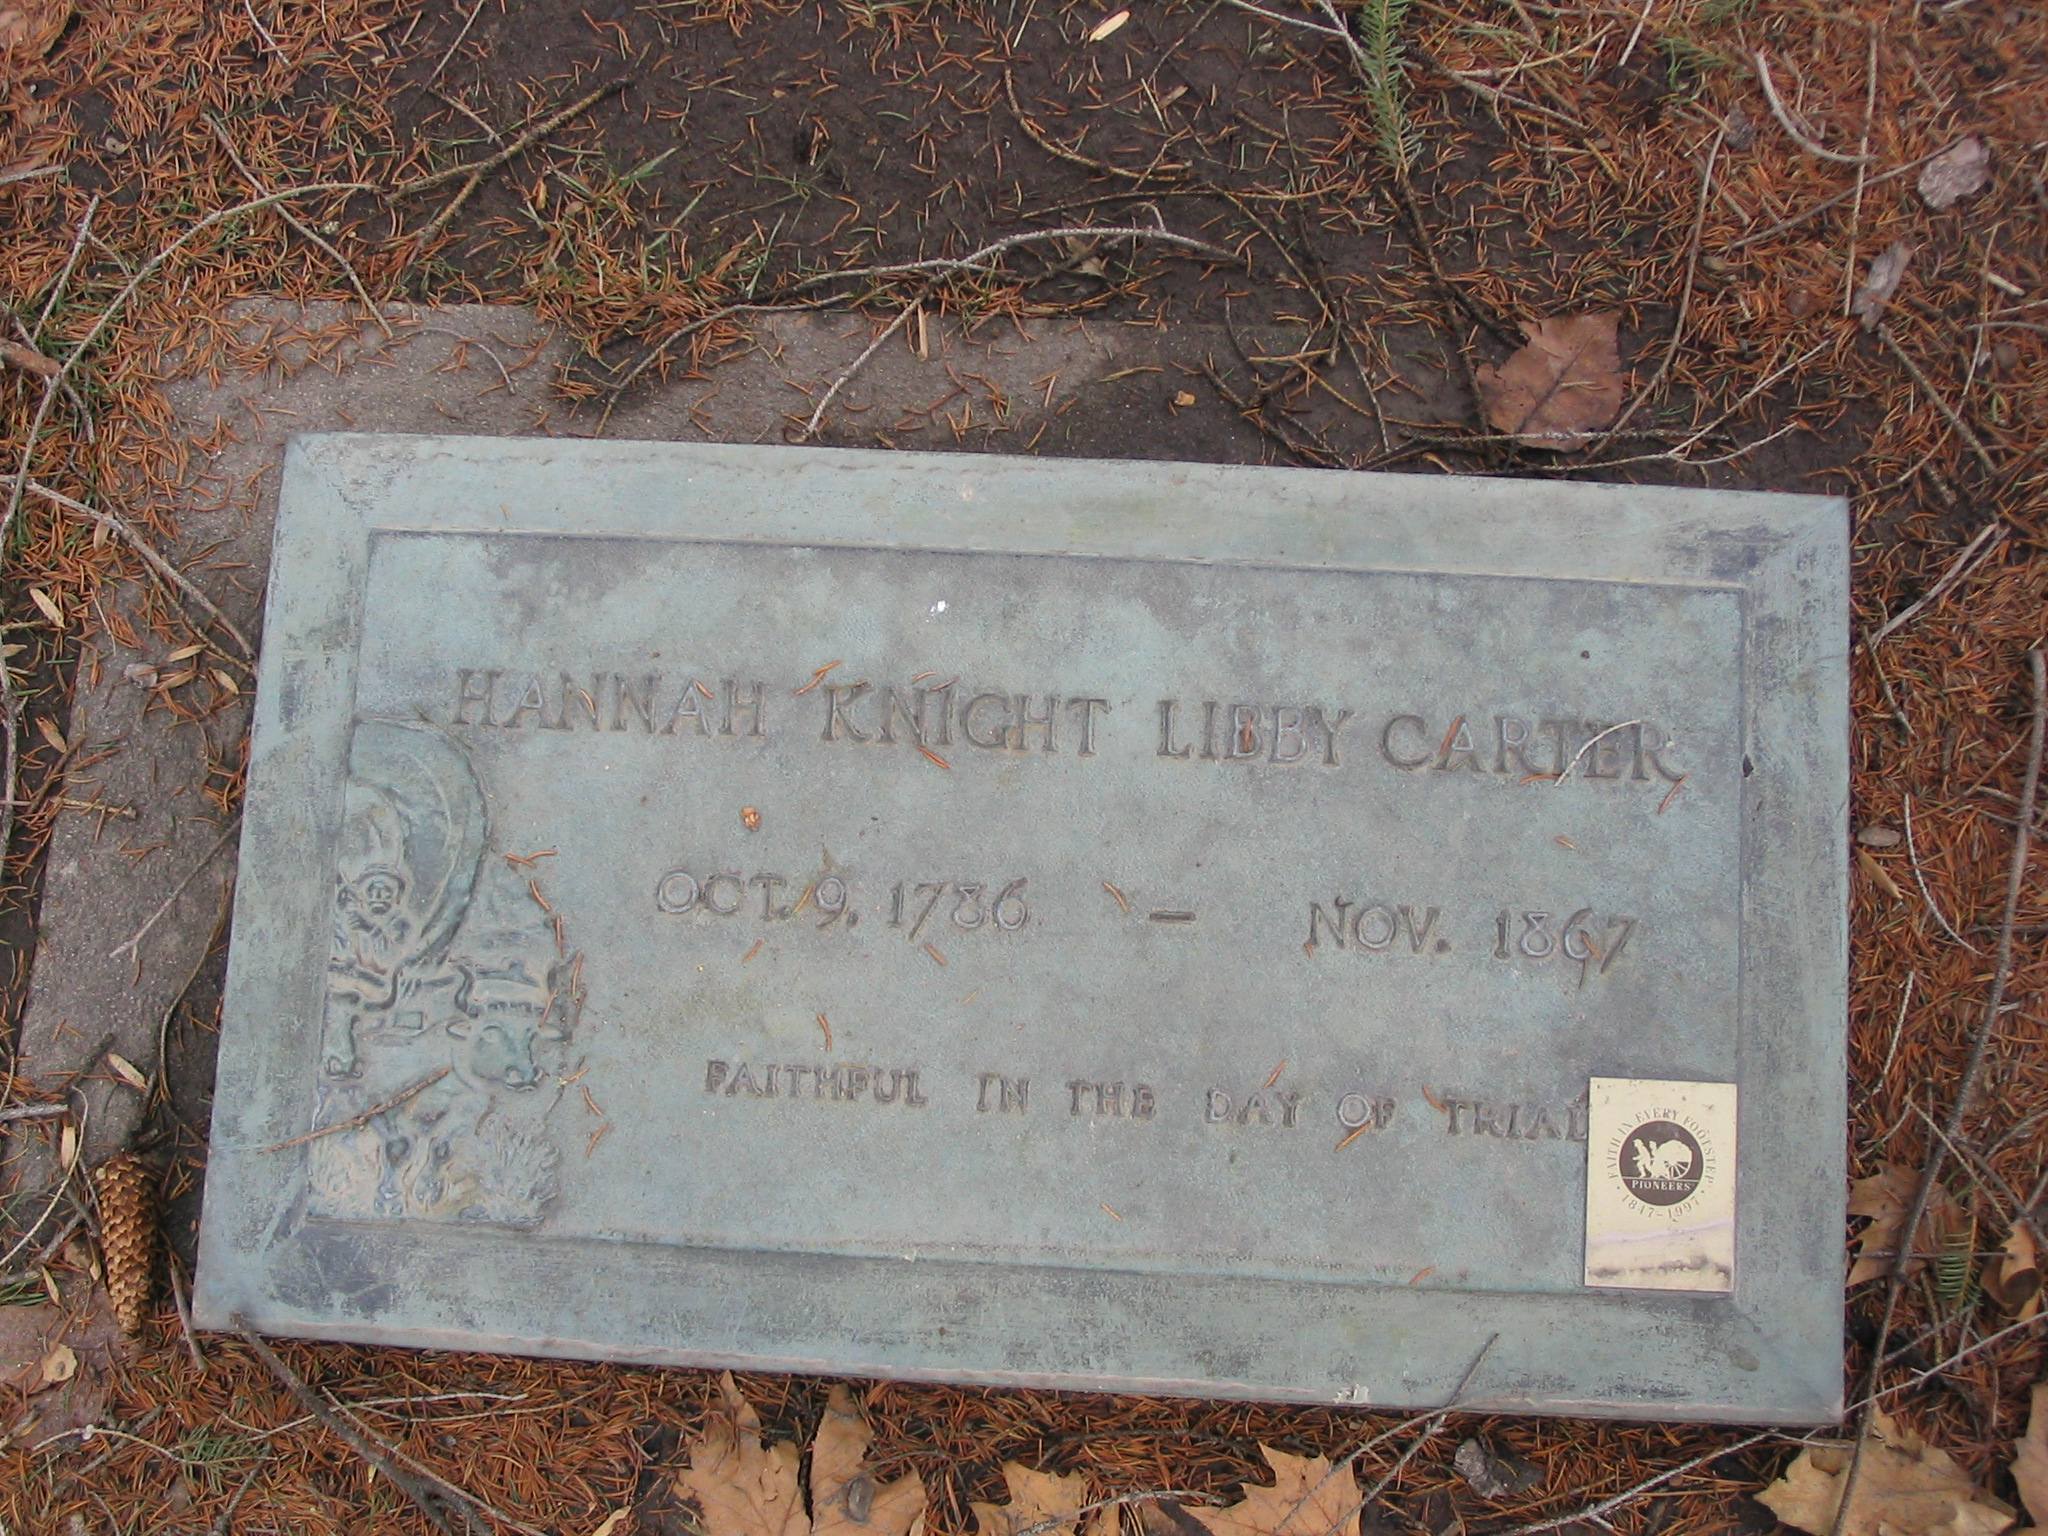 HANNAH KNIGHT LIBBY CARTER
OCT. 9, 1786 – NOV. 1867
FAITHFUL IN THE DAY OF TRIAL
FAITH IN EVERY FOOTSTEP
PIONEERS
1847-1997